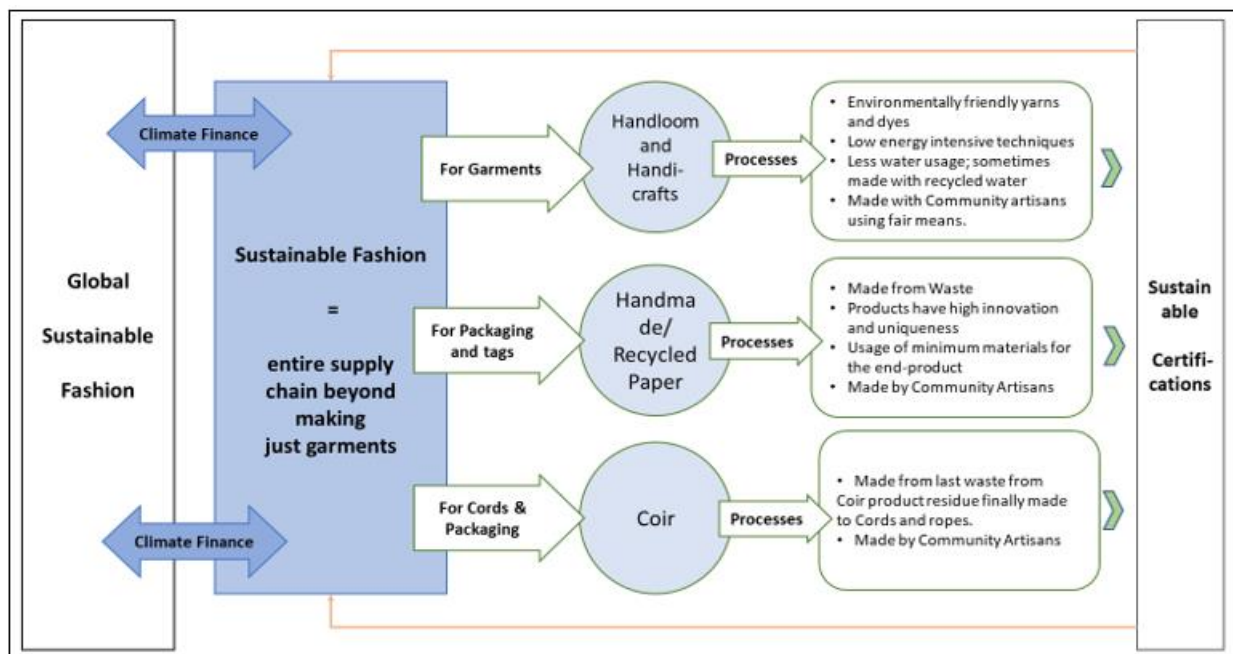 Global
Sustainable
Fashion
Climate Finance
Climate Finance
Sustainable Fashion
=
entire supply
chain beyond
making
just garments
For Garments
Handloom
and
Handi-
crafts
Processes
• Environmentally friendly yarns
and dyes
• Low energy intensive techniques
• Less water usage; sometimes
made with recycled water
• Made with Community artisans
using fair means.
For Packaging
and tags
Handma
de/
Recycled
Paper
Processes
• Made from Waste
• Products have high innovation
and uniqueness
• Usage of minimum materials for
the end-product
• Made by Community Artisans
For Cords &
Packaging
Coir
Processes
• Made from last waste from
Coir product residue finally made
to Cords and ropes.
• Made by Community Artisans
Sustain
able
Certifi-
cations